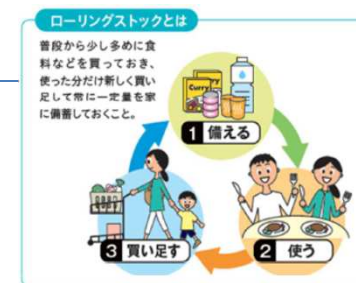 ローリングストックとは
普段から少し多めに食
料などを買っておき、
使った分だけ新しく買い
足して常に一定量を家
に備蓄しておくこと。
Curry
Curry
1 備える
2 使う
3 買い足す